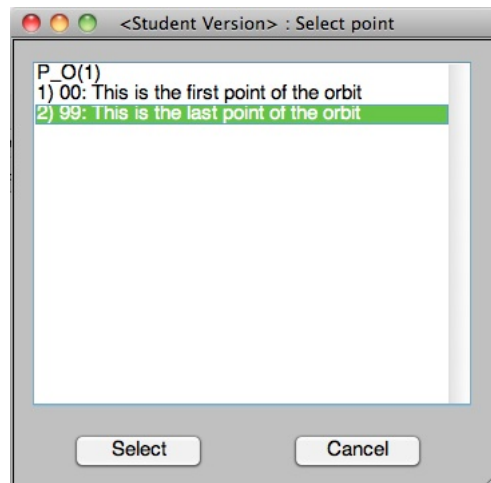 <Student Version> : Select point
P_O(1)
1) 00: This is the first point of the orbit
2) 99: This is the last point of the orbit
Select
Cancel